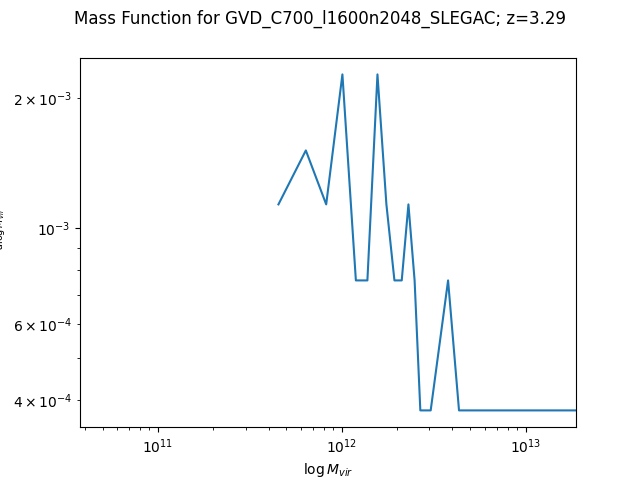 Mass Function for GVD_C700_l1600n2048_SLEGAC; z=3.29
2 × 10⁻³
10⁻³
6 × 10⁻⁴
4 × 10⁻⁴
10¹¹ 10¹² 10¹³
log M_vir